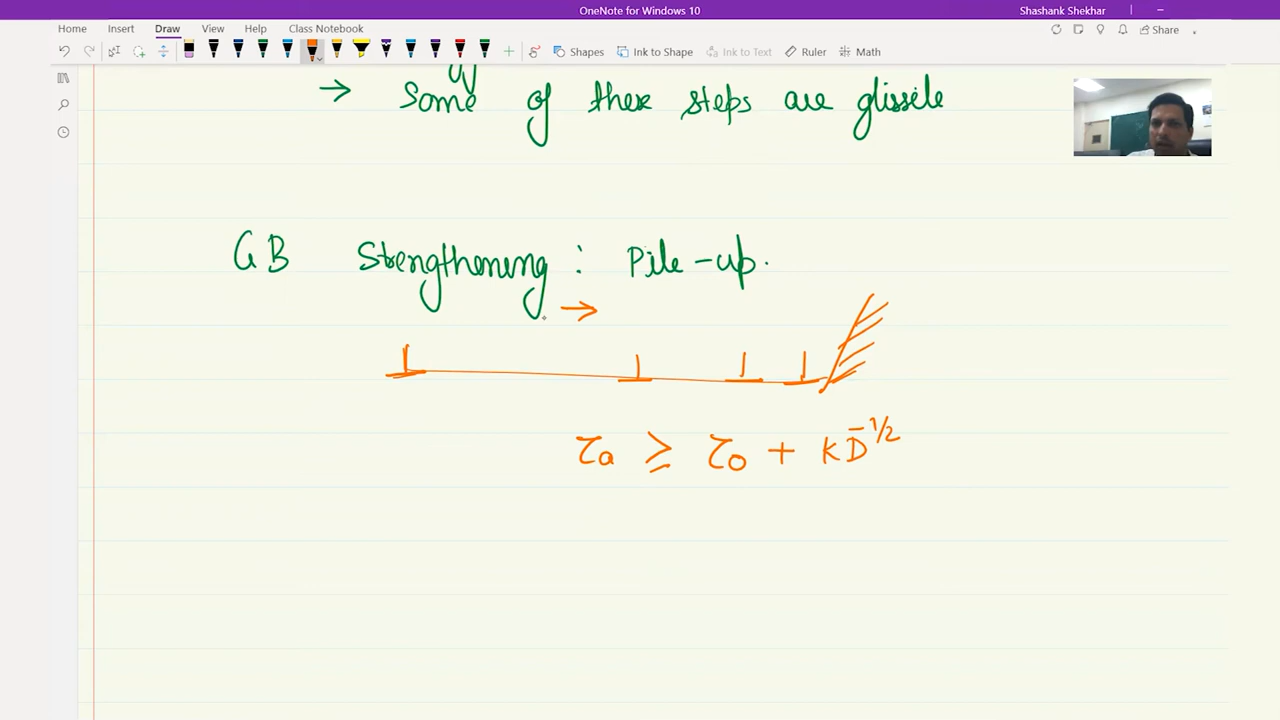 OneNote for Windows 10
Shashank Shekhar
Home Insert Draw View Help Class Notebook
Share
Shapes Ink to Shape Ink to Text Ruler Math
→ Some of these steps are glissile
GB Strengthening : Pile-up.
→
τa ≥ τo + KD^-1/2